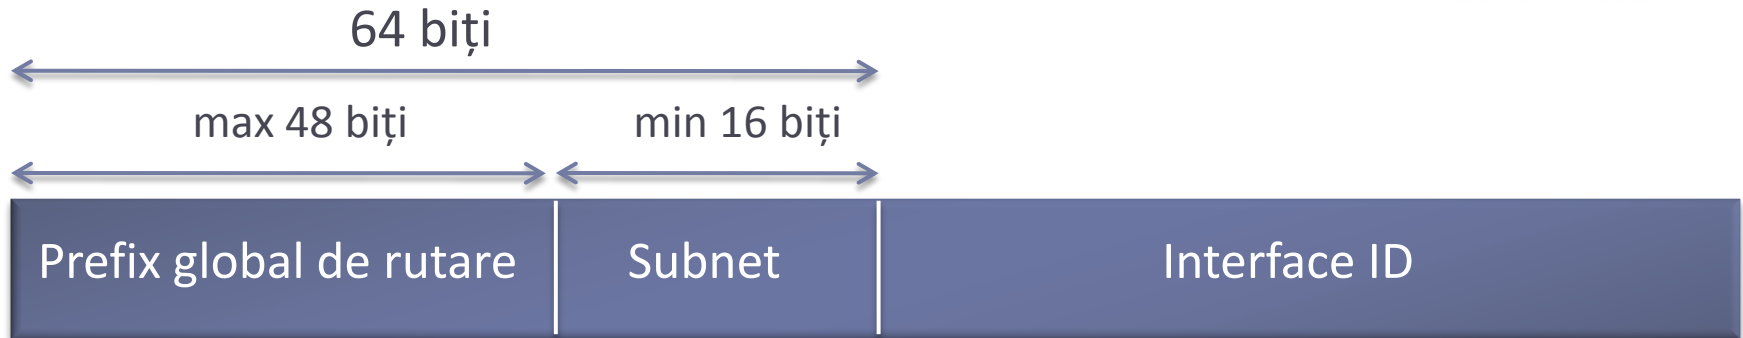 64 biți
max 48 biți
min 16 biți
Prefix global de rutare
Subnet
Interface ID